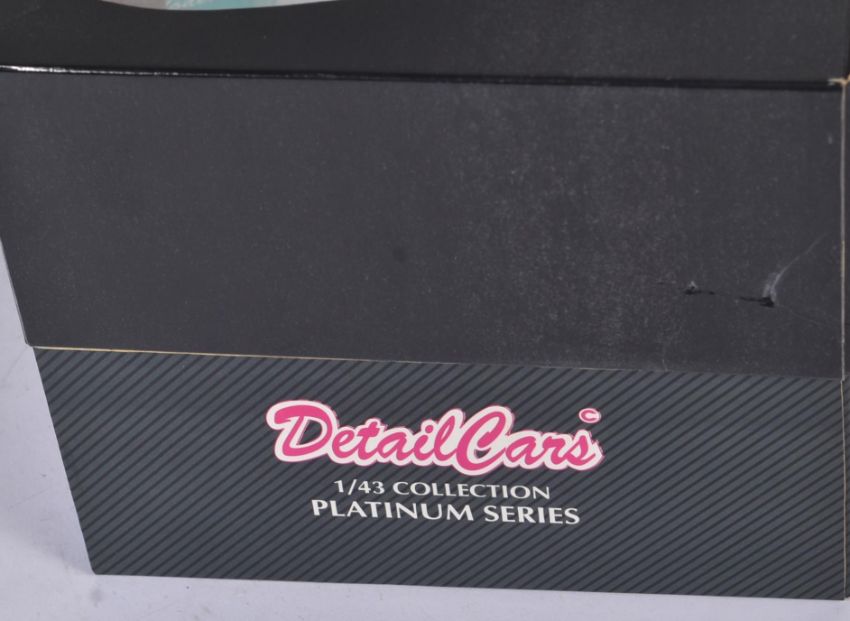 DetailCars ©
1/43 COLLECTION
PLATINUM SERIES